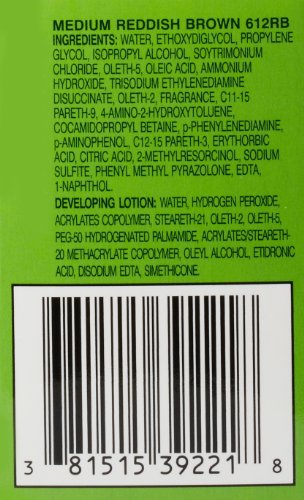 MEDIUM REDDISH BROWN 612RB
INGREDIENTS: WATER, ETHOXYDIGLYCOL, PROPYLENE
GLYCOL, ISOPROPYL ALCOHOL, SOYTRIMONIUM
CHLORIDE, OLETH-5, OLEIC ACID, AMMONIUM
HYDROXIDE, TRISODIUM ETHYLENEDIAMINE
DISUCCINATE, OLETH-2, FRAGRANCE, C11-15
PARETH-9, 4-AMINO-2-HYDROXYTOLUENE,
COCAMIDOPROPYL BETAINE, p-PHENYLENEDIAMINE,
p-AMINOPHENOL, C12-15 PARETH-3, ERYTHORBIC
ACID, CITRIC ACID, 2-METHYLRESORCINOL, SODIUM
SULFITE, PHENYL METHYL PYRAZOLONE, EDTA,
1-NAPHTHOL.
DEVELOPING LOTION: WATER, HYDROGEN PEROXIDE,
ACRYLATES COPOLYMER, STEARETH-21, OLETH-2, OLETH-5,
PEG-50 HYDROGENATED PALMAMIDE, ACRYLATES/STEARETH-
20 METHACRYLATE COPOLYMER, OLEYL ALCOHOL, ETIDRONIC
ACID, DISODIUM EDTA, SIMETHICONE.
3 81515 39221 8